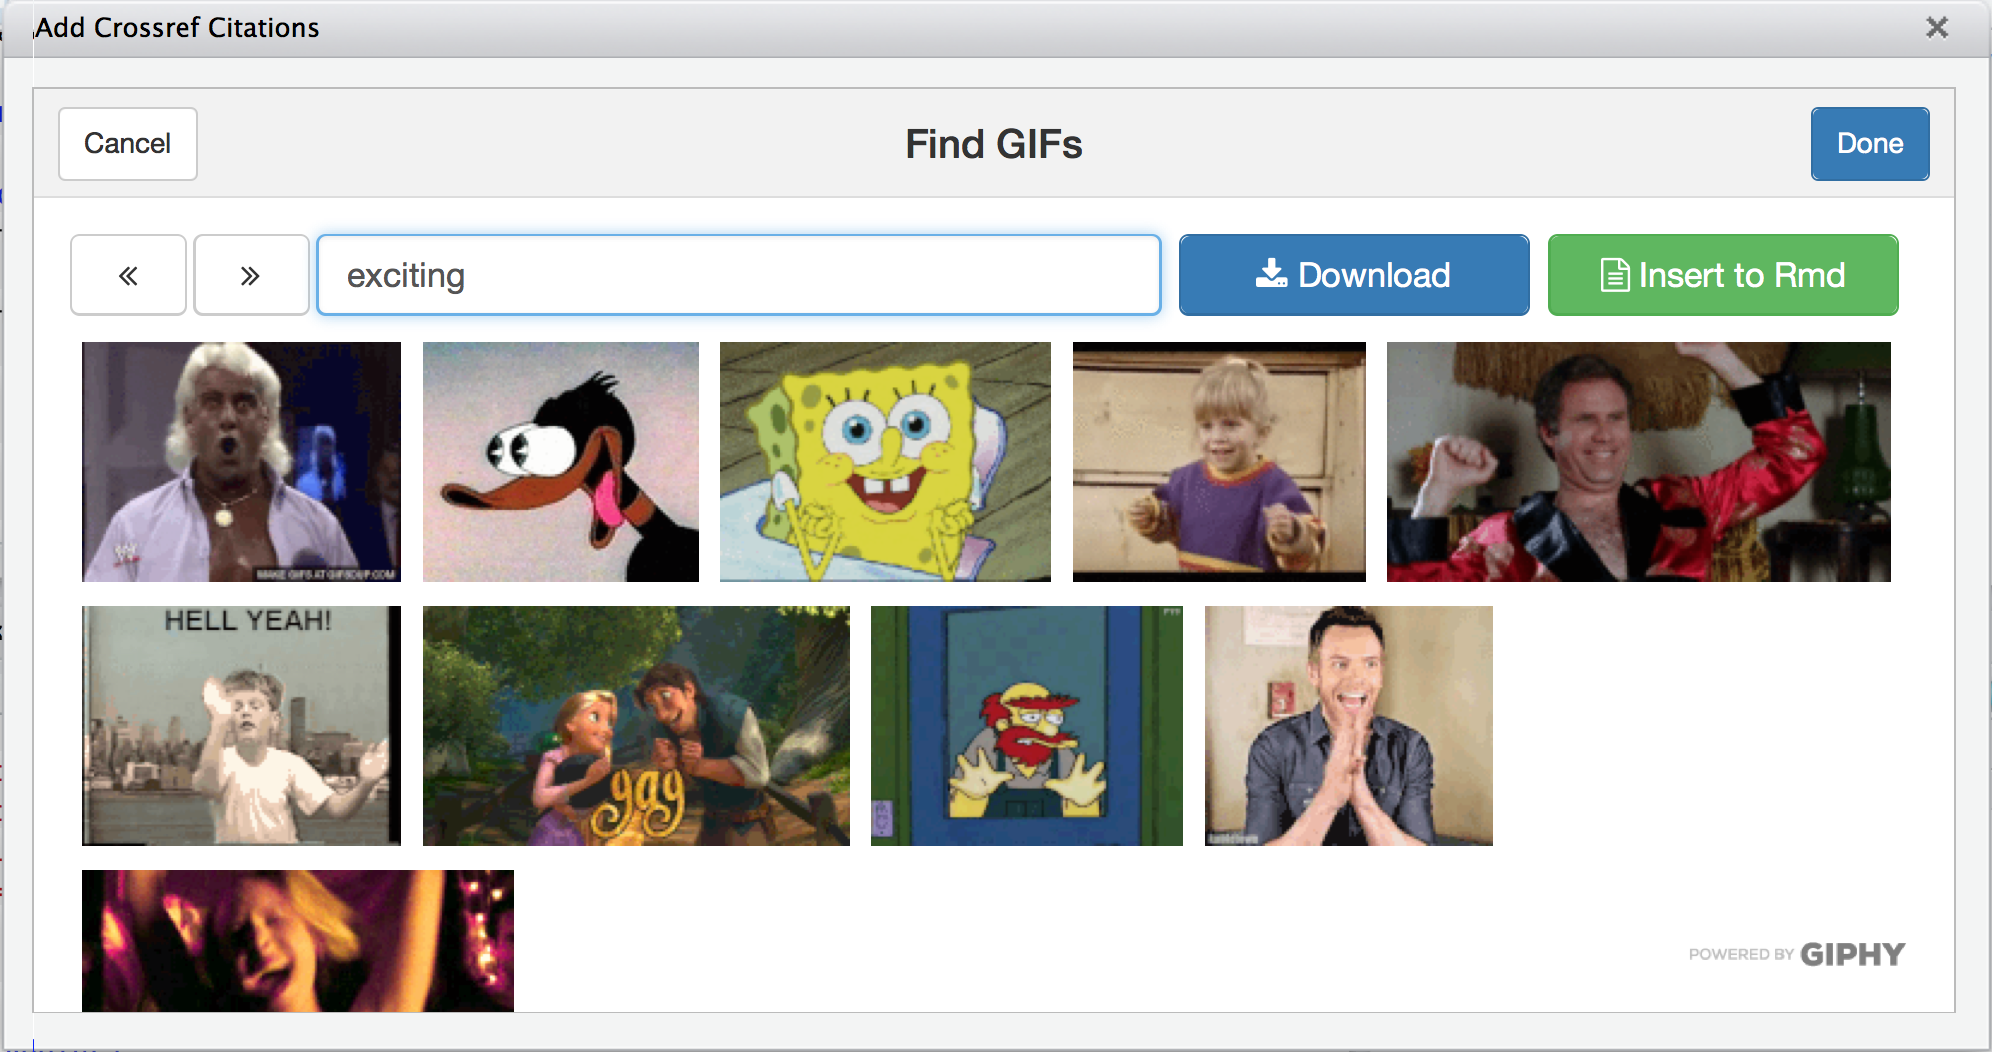 Add Crossref Citations
Cancel
Find GIFs
Done
exciting
Download
Insert to Rmd
MAKE GIFS AT GIFSOUP.COM
HELL YEAH!
yay
POWERED BY GIPHY